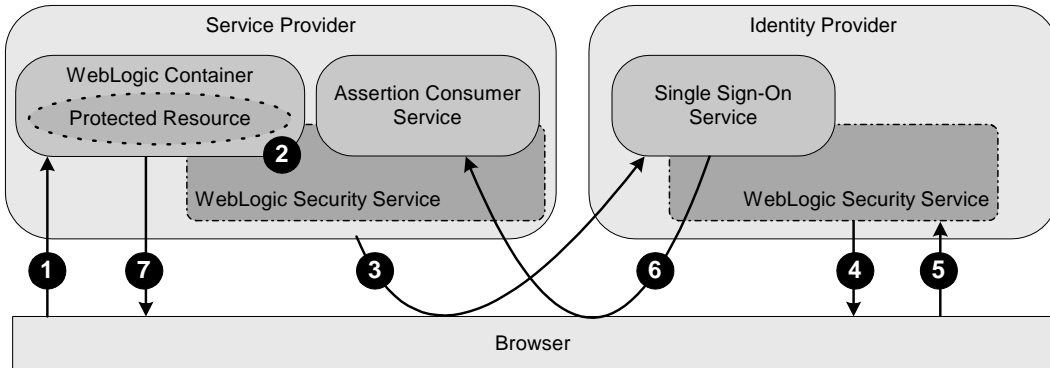 Service Provider
WebLogic Container
Protected Resource
Assertion Consumer
Service
2
WebLogic Security Service
Identity Provider
Single Sign-On
Service
WebLogic Security Service
1
7
3
6
4
5
Browser